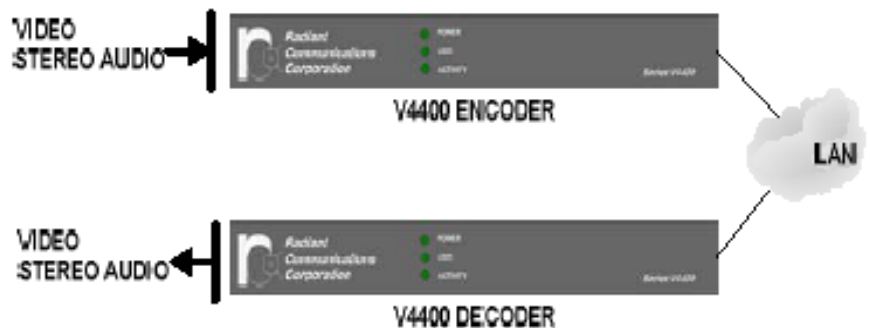 VIDEO
STEREO AUDIO
Radiant
Communications
Corporation
POWER
ACTIVITY
V4400 ENCODER
LAN
VIDEO
STEREO AUDIO
Radiant
Communications
Corporation
POWER
ACTIVITY
V4400 DECODER